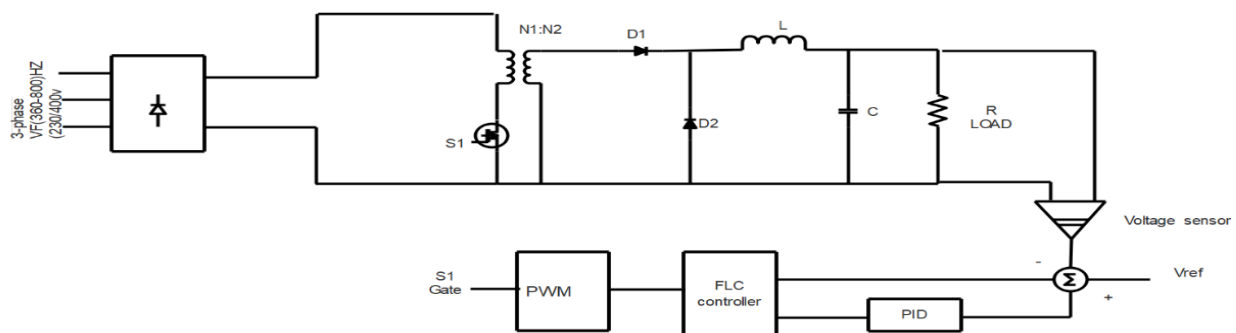 3-phase
VF(360-800)HZ
(230/400v
N1:N2
D1
L
S1
D2
C
R
LOAD
Voltage sensor
-
Σ
+
Vref
S1
Gate
PWM
FLC
controller
PID